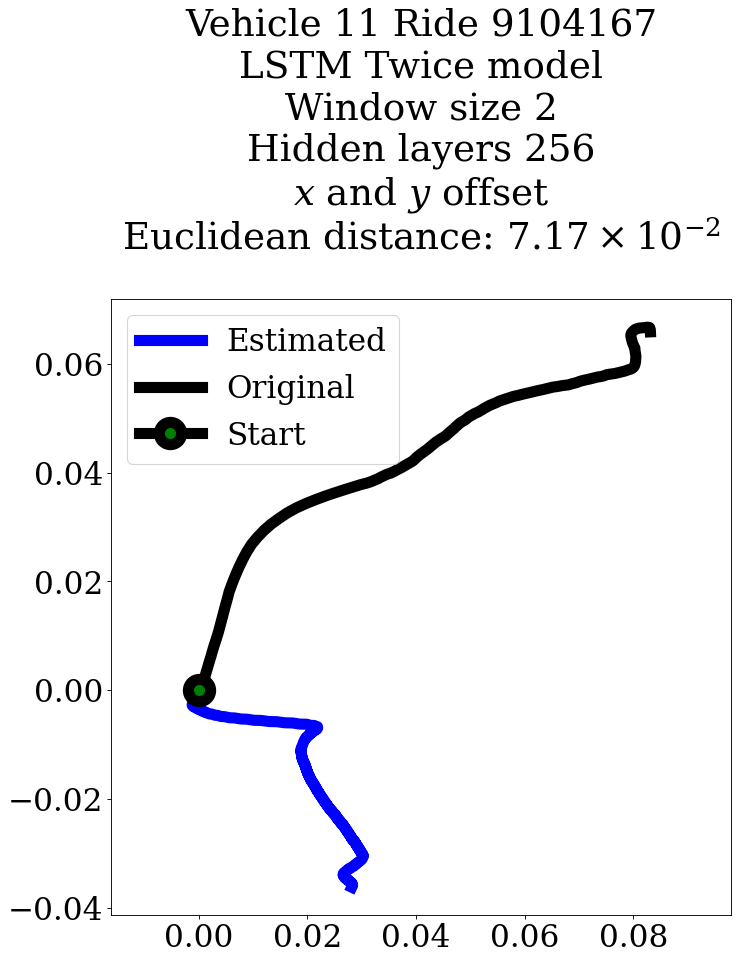 Vehicle 11 Ride 9104167
LSTM Twice model
Window size 2
Hidden layers 256
x and y offset
Euclidean distance: 7.17 × 10⁻²
Estimated
Original
Start
0.06
0.04
0.02
0.00
−0.02
−0.04
0.00 0.02 0.04 0.06 0.08